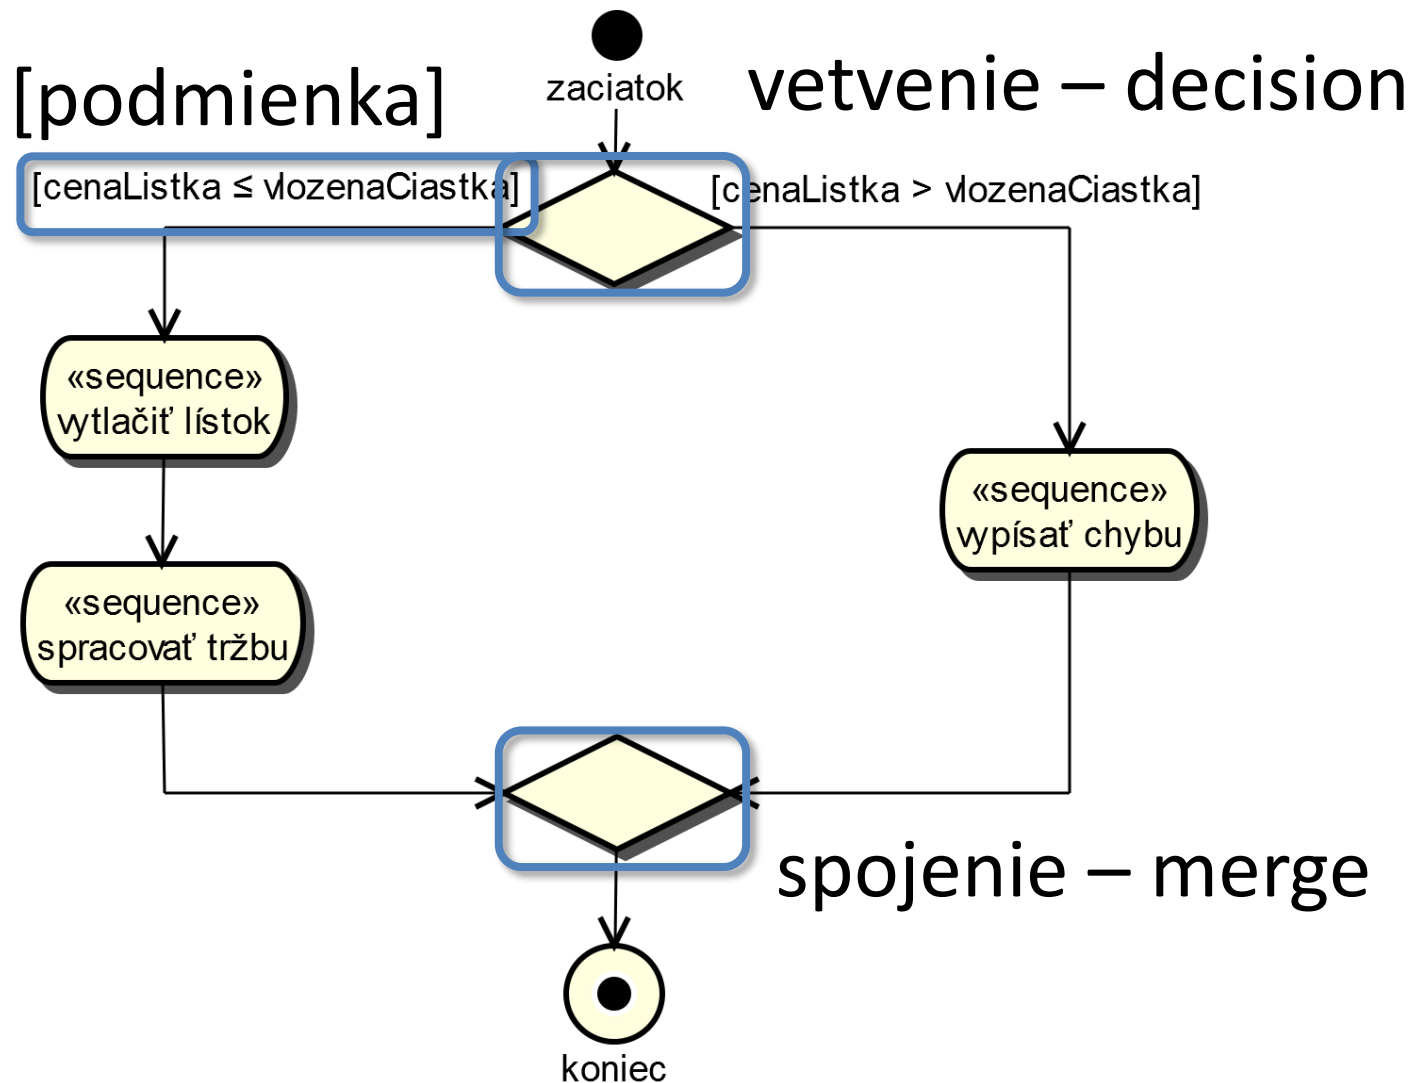 zaciatok
vetvenie – decision
[podmienka]
[cenaListka ≤ vlozenaCiastka]
[cenaListka > vlozenaCiastka]
«sequence»
vytlačiť lístok
«sequence»
vypísať chybu
«sequence»
spracovať tržbu
spojenie – merge
koniec